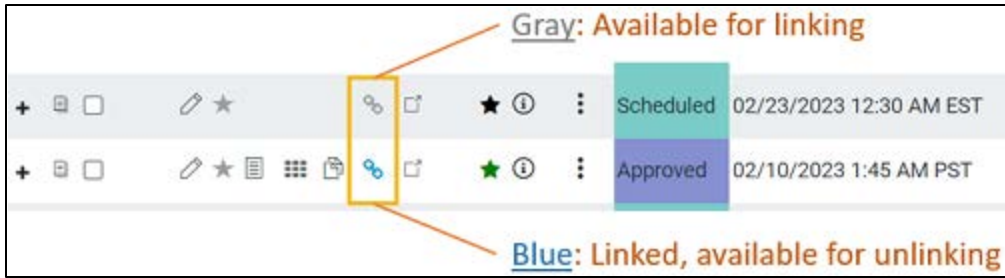 Gray: Available for linking
Scheduled 02/23/2023 12:30 AM EST
Approved 02/10/2023 1:45 AM PST
Blue: Linked, available for unlinking